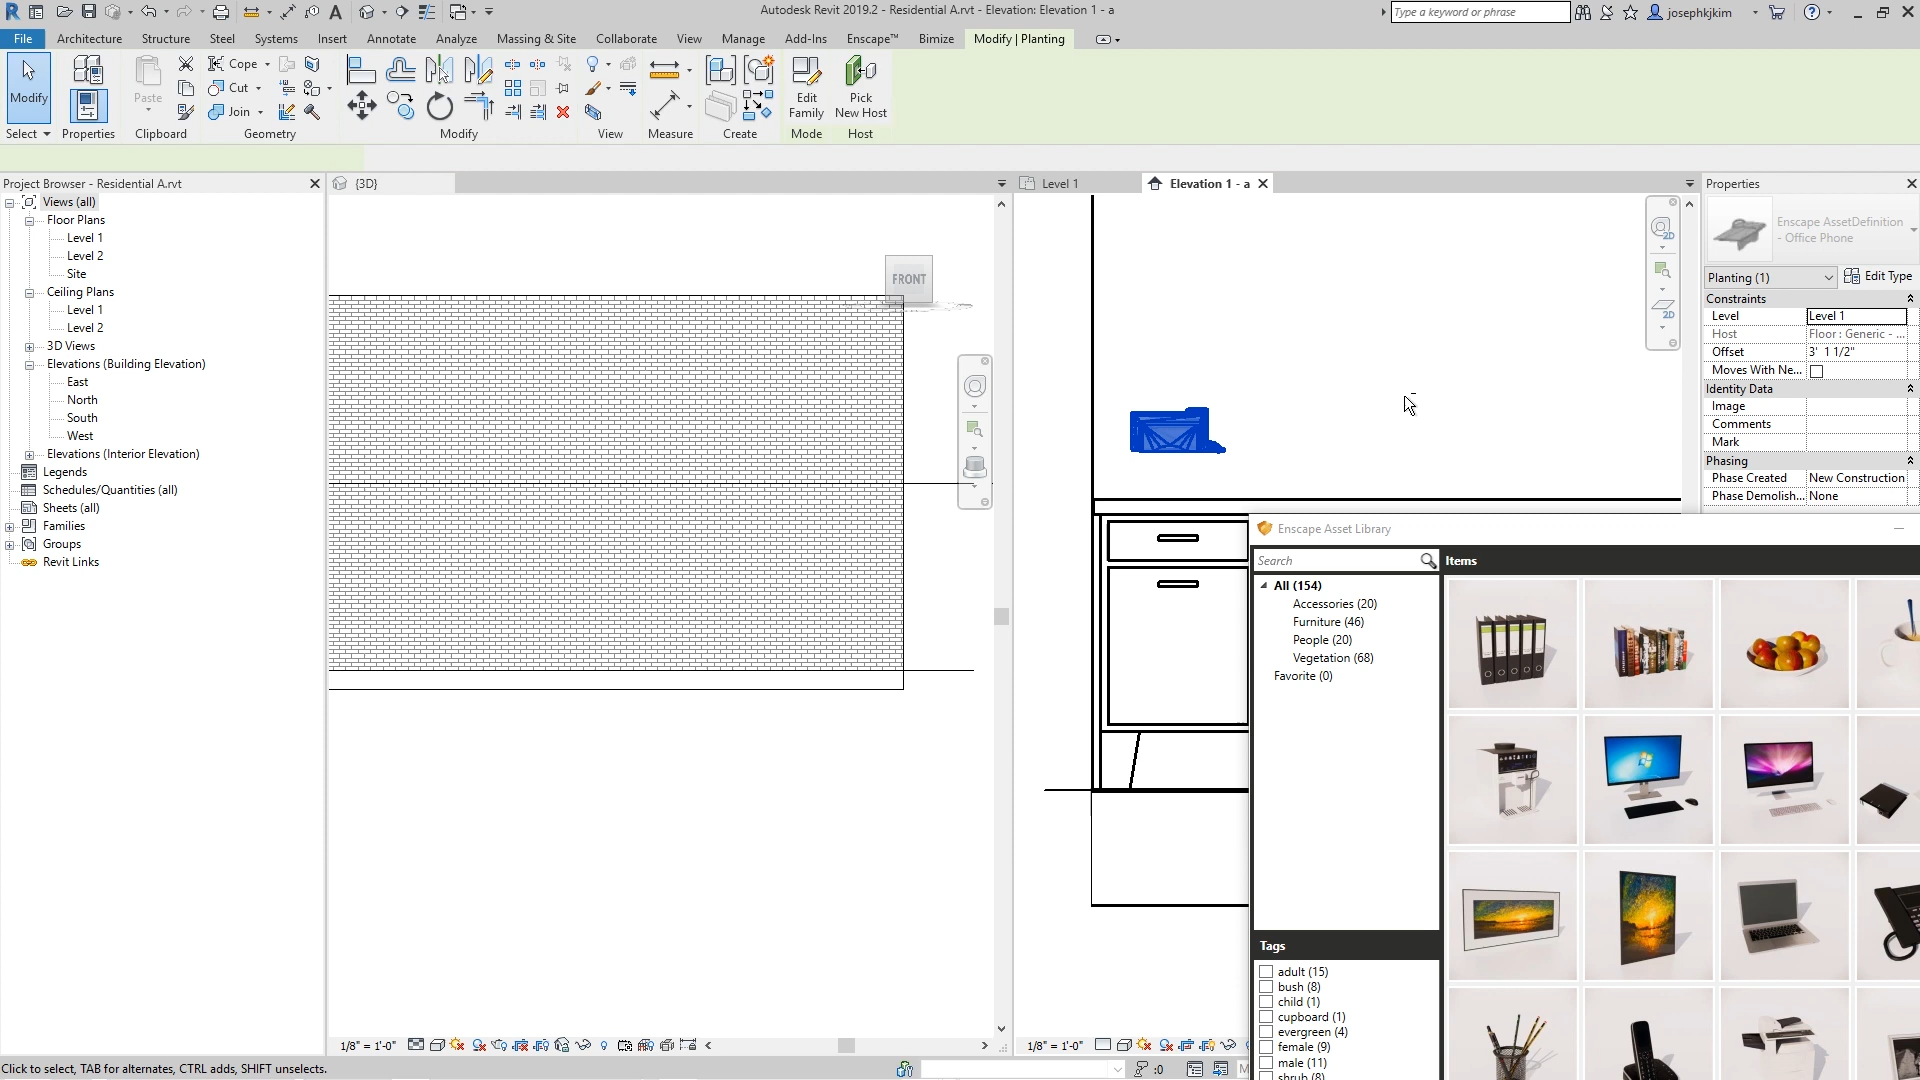 Autodesk Revit 2019.2 - Residential A.rvt - Elevation: Elevation 1 - a
Type a keyword or phrase
josephkjkim
File
Architecture
Structure
Steel
Systems
Insert
Annotate
Analyze
Massing & Site
Collaborate
View
Manage
Add-Ins
Enscape™
Bimize
Modify | Planting
Modify
Paste
Cope
Cut
Join
Edit
Family
Pick
New Host
Select
Properties
Clipboard
Geometry
Modify
View
Measure
Create
Mode
Host
Project Browser - Residential A.rvt
{3D}
Level 1
Elevation 1 - a
Properties
Views (all)
Floor Plans
Level 1
Level 2
Site
Ceiling Plans
Level 1
Level 2
3D Views
Elevations (Building Elevation)
East
North
South
West
Elevations (Interior Elevation)
Legends
Schedules/Quantities (all)
Sheets (all)
Families
Groups
Revit Links
FRONT
2D
2D
Enscape AssetDefinition
- Office Phone
Planting (1)
Edit Type
Constraints
Level
Level 1
Host
Floor : Generic - ...
Offset
3' 1 1/2"
Moves With Ne...
Identity Data
Image
Comments
Mark
Phasing
Phase Created
New Construction
Phase Demolish...
None
Enscape Asset Library
Search
Items
All (154)
Accessories (20)
Furniture (46)
People (20)
Vegetation (68)
Favorite (0)
Tags
adult (15)
bush (8)
child (1)
cupboard (1)
evergreen (4)
female (9)
male (11)
shrub (8)
1/8" = 1'-0"
1/8" = 1'-0"
Click to select, TAB for alternates, CTRL adds, SHIFT unselects.
:0